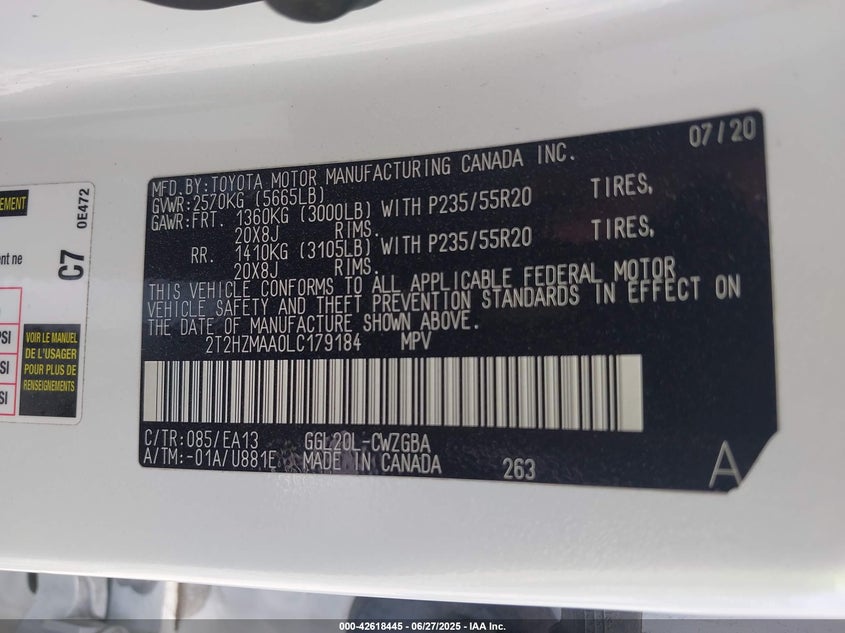 07/20
MFD.BY:TOYOTA MOTOR MANUFACTURING CANADA INC.
GVWR:2570KG (5665LB)
GAWR:FRT. 1360KG (3000LB) WITH P235/55R20 TIRES,
20X8J RIMS.
RR. 1410KG (3105LB) WITH P235/55R20 TIRES,
20X8J RIMS.
THIS VEHICLE CONFORMS TO ALL APPLICABLE FEDERAL MOTOR
VEHICLE SAFETY AND THEFT PREVENTION STANDARDS IN EFFECT ON
THE DATE OF MANUFACTURE SHOWN ABOVE.
2T2HZMAA0LC179184 MPV
C/TR:085/EA13 GGL20L-CWZGBA
A/TM:-01A/U881E MADE IN CANADA 263
A
0E472
C7
VOIR LE MANUEL
DE L'USAGER
POUR PLUS DE
RENSEIGNEMENTS
000-42618445 - 06/27/2025 - IAA Inc.